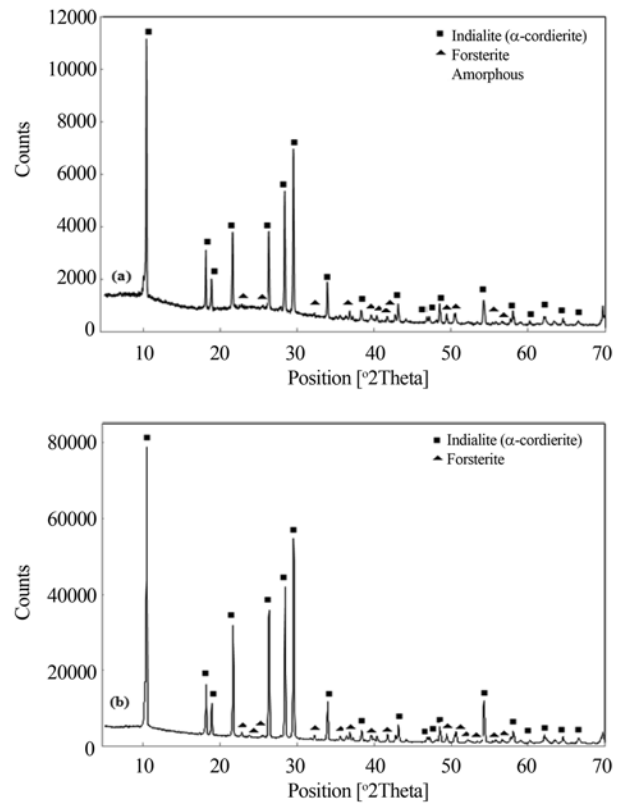 12000
■ Indialite (α-cordierite)
▲ Forsterite
Amorphous
10000
8000
Counts
6000
4000
2000
(a)
0
10 20 30 40 50 60 70
Position [°2Theta]
80000
■ Indialite (α-cordierite)
▲ Forsterite
60000
Counts
40000
20000
(b)
0
10 20 30 40 50 60 70
Position [°2Theta]